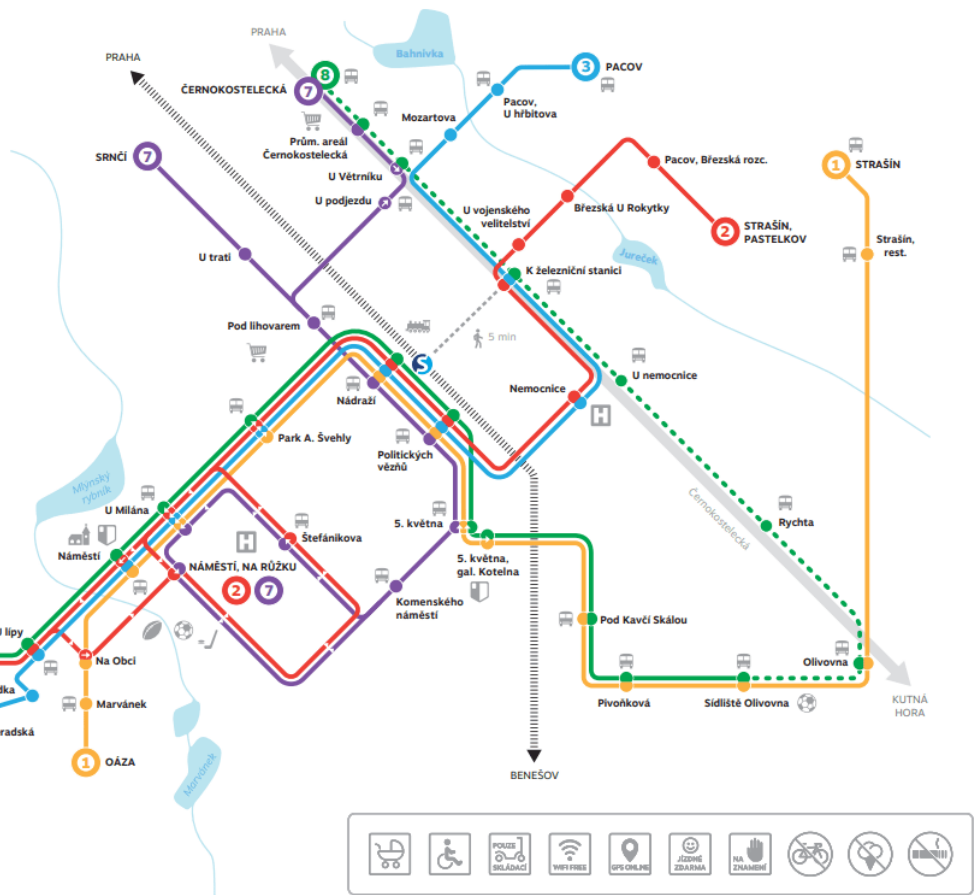 PRAHA
Bahnivka
PRAHA
8
3
PACOV
ČERNOKOSTELECKÁ
7
Pacov,
U hřbitova
Mozartova
Prům. areál
Černokostelecká
SRNČÍ
7
U Větrníku
Pacov, Březská rozc.
1
STRAŠÍN
U podjezdu
U vojenského
velitelství
Březská U Rokytky
2
STRAŠÍN,
PASTELKOV
Strašín,
rest.
U trati
Jureček
K železniční stanici
Pod lihovarem
5 min
S
U nemocnice
Nemocnice
H
Nádraží
Park A. Švehly
Politických
vězňů
Mlýnský
rybník
Černokostelecká
U Milána
Rychta
5. května
Štefánikova
H
Náměstí
5. května,
gal. Kotelna
NÁMĚSTÍ, NA RŮŽKU
2
7
Komenského
náměstí
Pod Kavčí Skálou
U lípy
Na Obci
Olivovna
dka
Marvánek
Pivoňková
Sídliště Olivovna
KUTNÁ
HORA
radská
1
OÁZA
Marvánek
BENEŠOV
POUZE
SKLÁDACÍ
WIFI FREE
GPS ONLINE
JÍZDNÉ
ZDARMA
NA
ZNAMENÍ